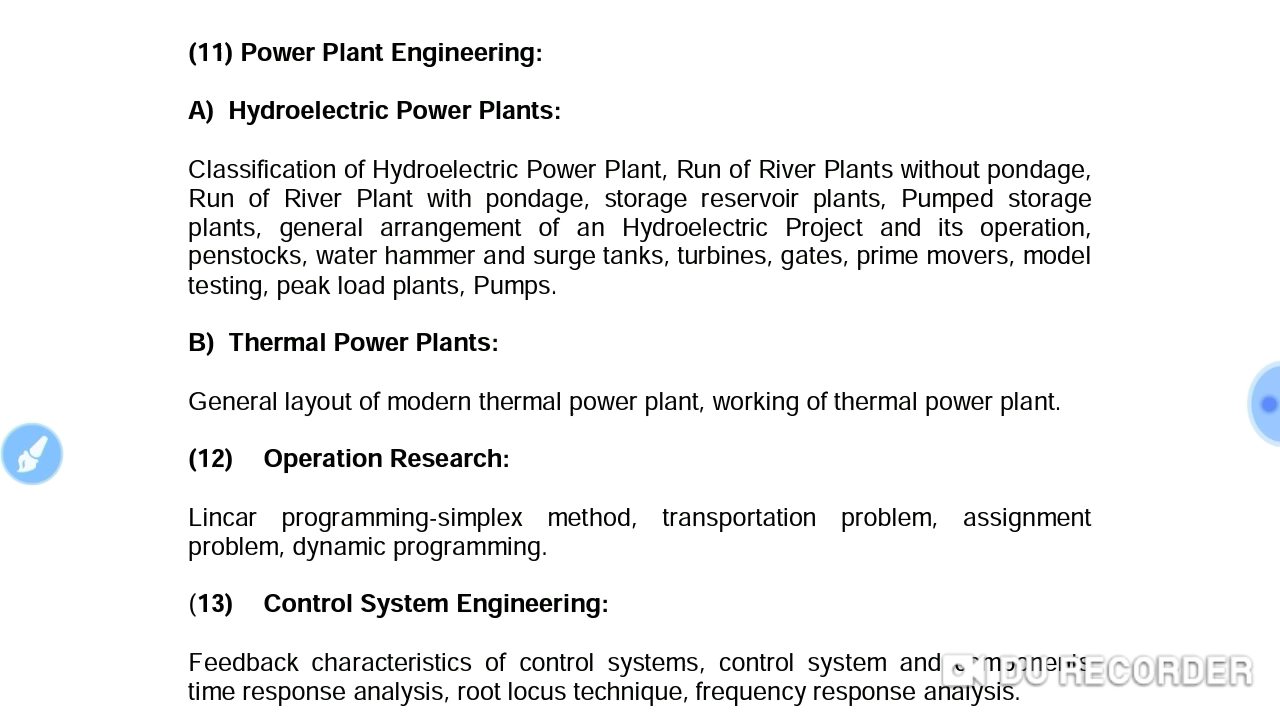 (11) Power Plant Engineering:
A) Hydroelectric Power Plants:
Classification of Hydroelectric Power Plant, Run of River Plants without pondage,
Run of River Plant with pondage, storage reservoir plants, Pumped storage
plants, general arrangement of an Hydroelectric Project and its operation,
penstocks, water hammer and surge tanks, turbines, gates, prime movers, model
testing, peak load plants, Pumps.
B) Thermal Power Plants:
General layout of modern thermal power plant, working of thermal power plant.
(12) Operation Research:
Lincar programming-simplex method, transportation problem, assignment
problem, dynamic programming.
(13) Control System Engineering:
Feedback characteristics of control systems, control system and components
time response analysis, root locus technique, frequency response analysis.
DU RECORDER